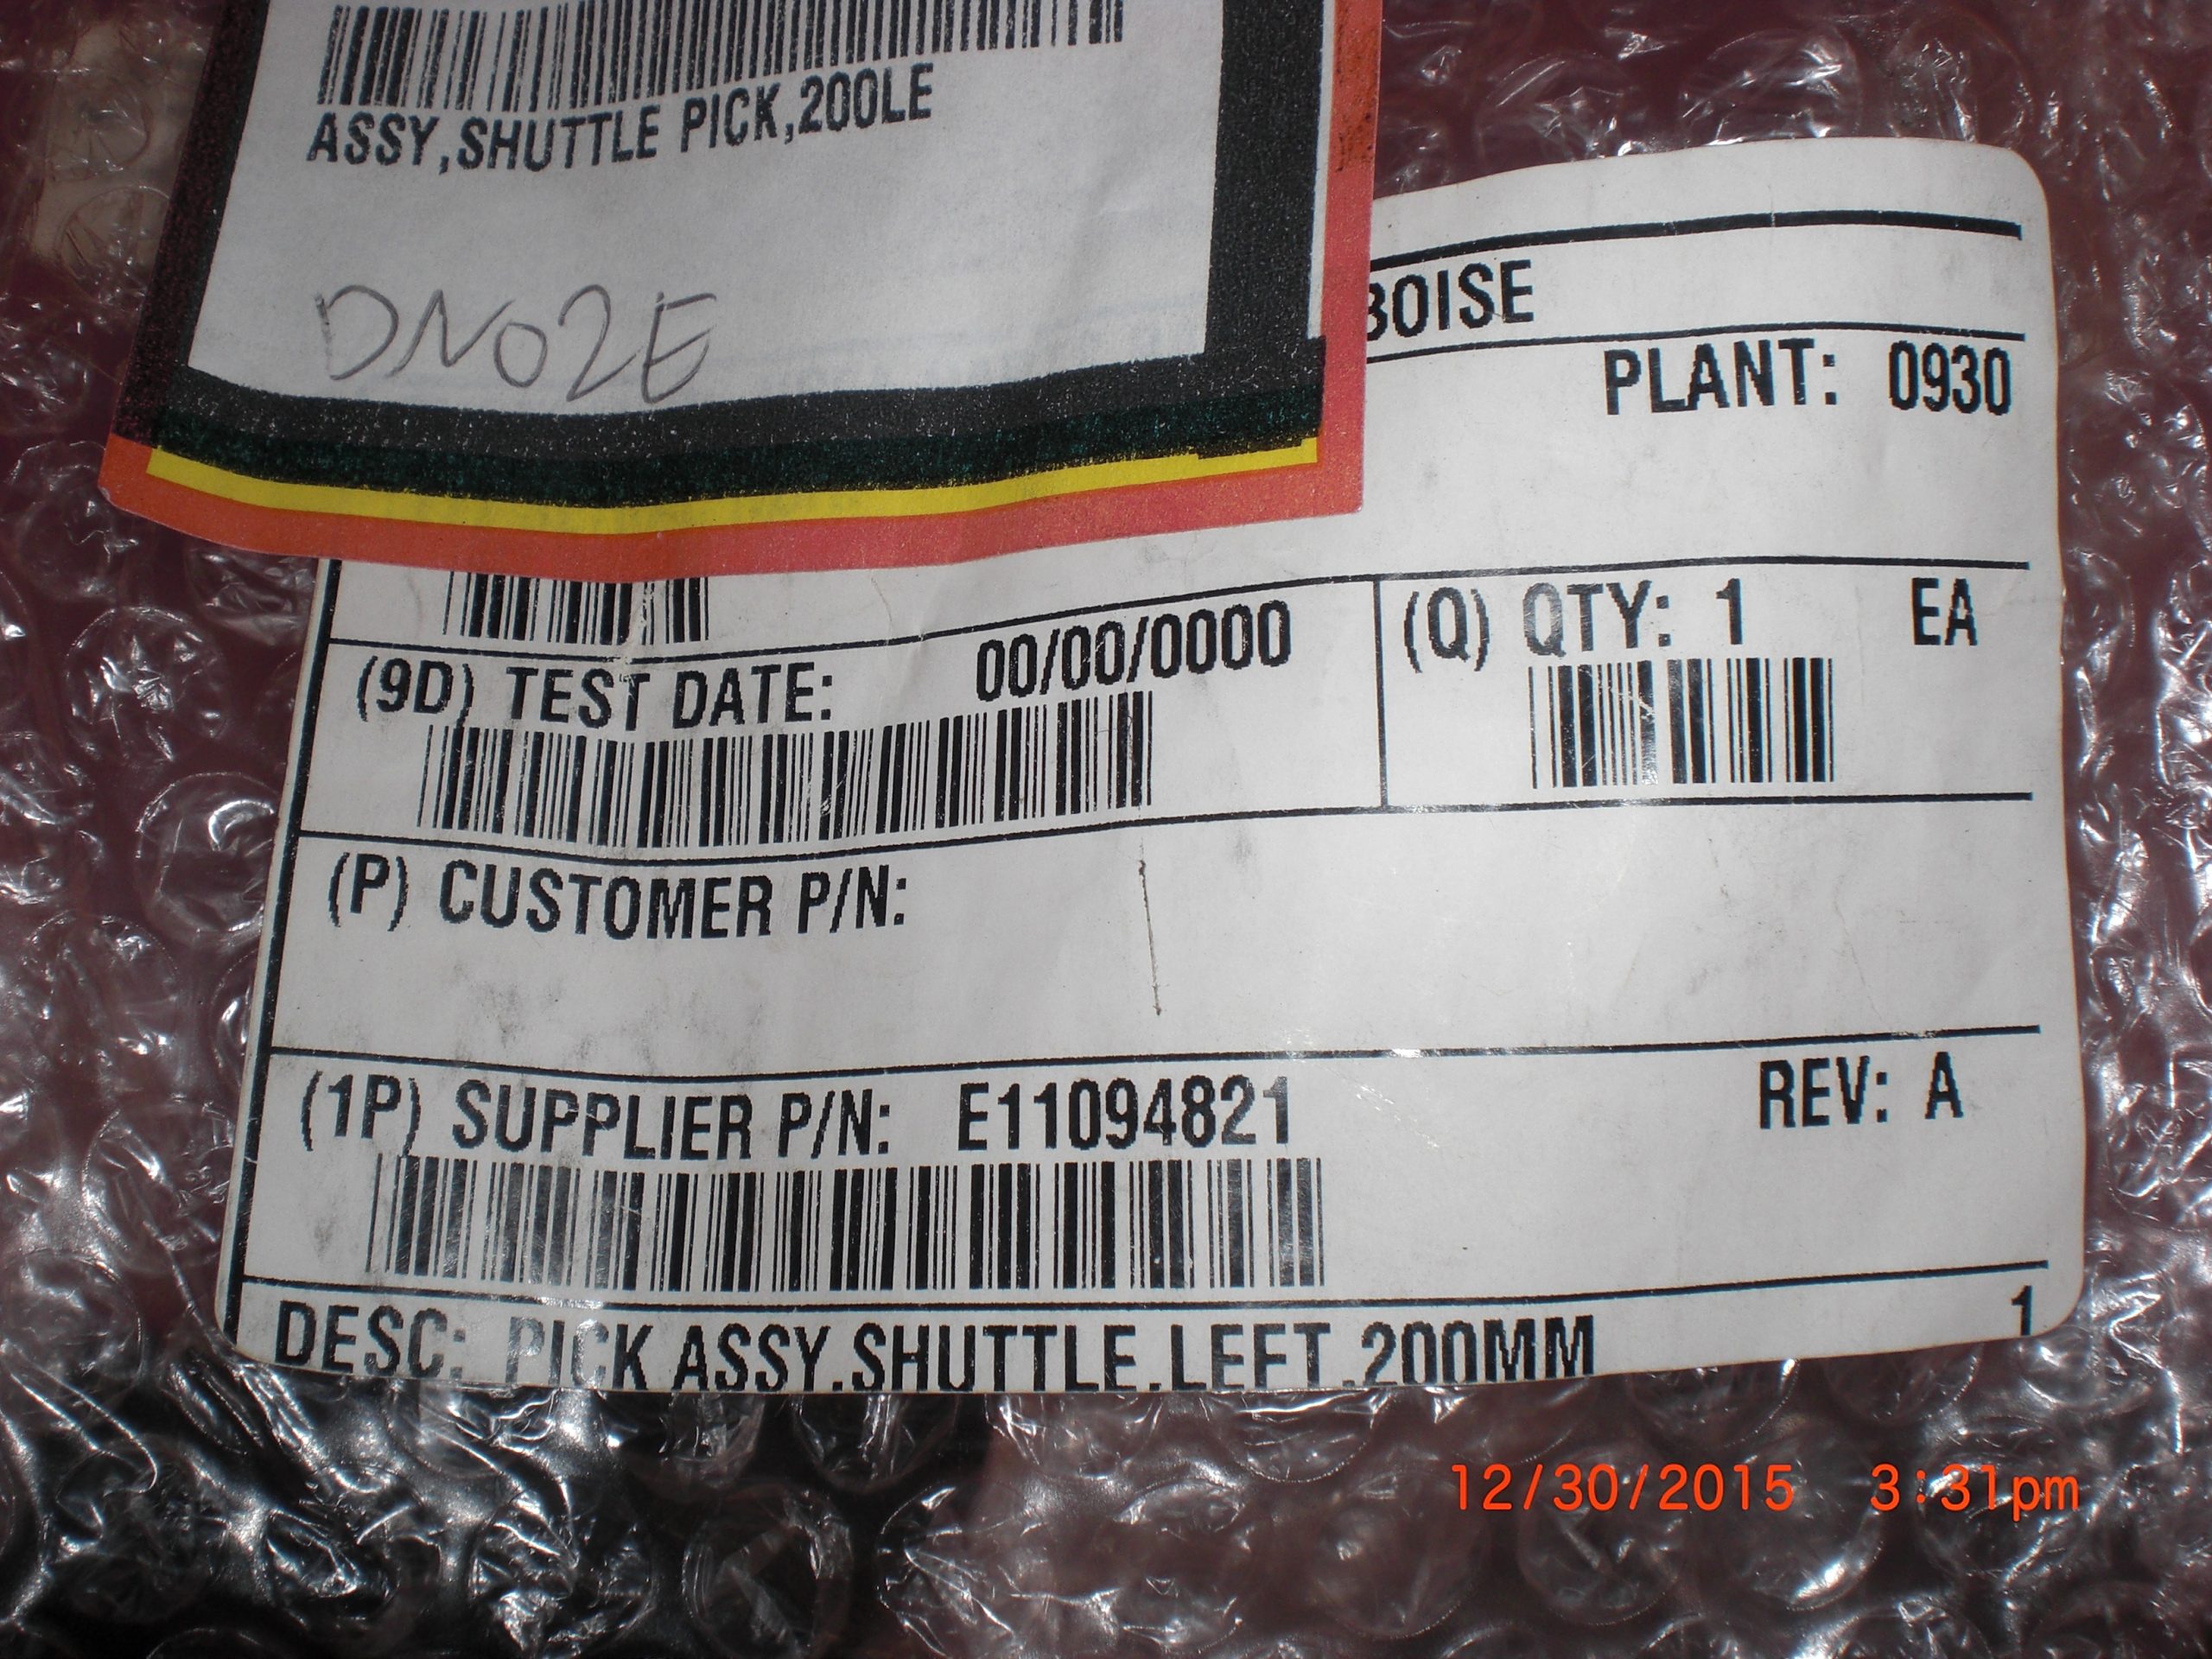 ASSY,SHUTTLE PICK,200LE
DNO2E
BOISE
PLANT: 0930
(9D) TEST DATE: 00/00/0000
(Q) QTY: 1 EA
(P) CUSTOMER P/N:
(1P) SUPPLIER P/N: E11094821 REV: A
DESC: PICK ASSY,SHUTTLE,LEFT,200MM 1
12/30/2015 3:31pm